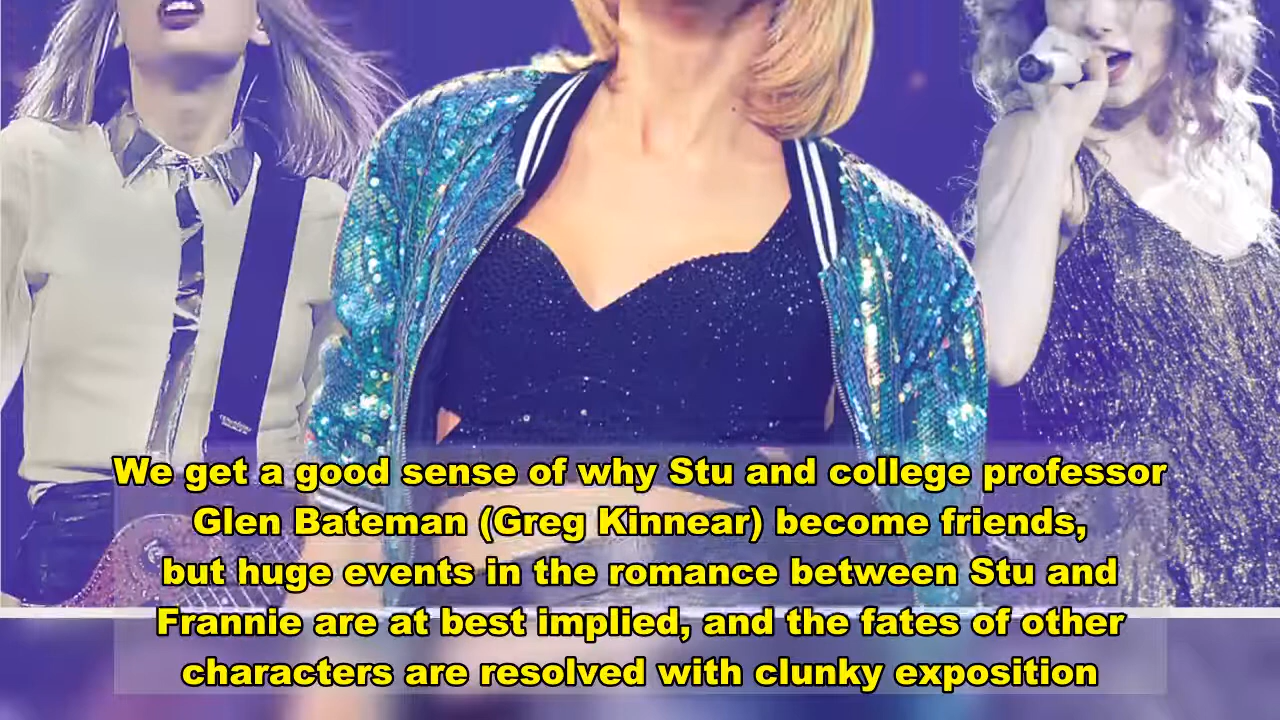 We get a good sense of why Stu and college professor
Glen Bateman (Greg Kinnear) become friends,
but huge events in the romance between Stu and
Frannie are at best implied, and the fates of other
characters are resolved with clunky exposition